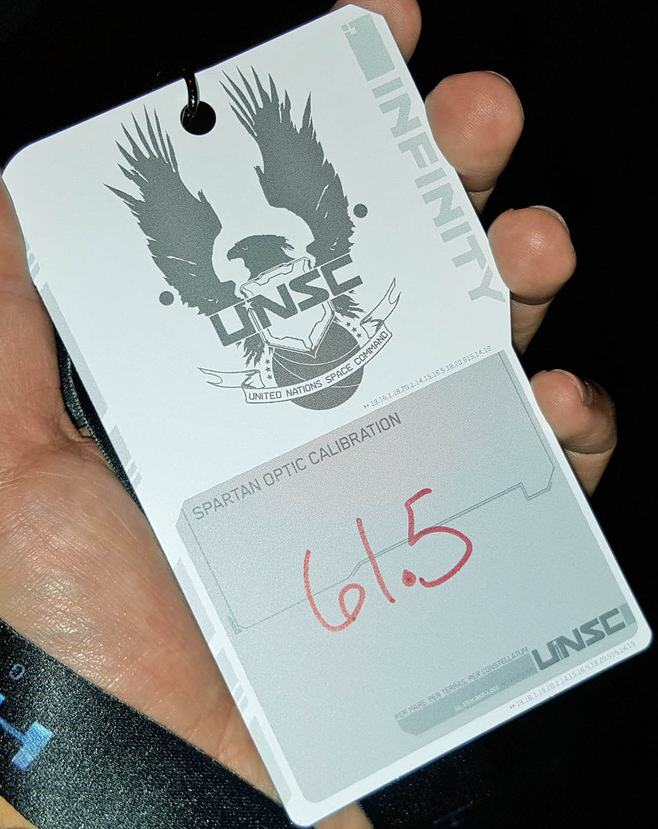 INFINITY
UNSC
UNITED NATIONS SPACE COMMAND
SPARTAN OPTIC CALIBRATION
61.5
UNSC
PER MARE, PER TERRAS, PER CONSTELLATUM